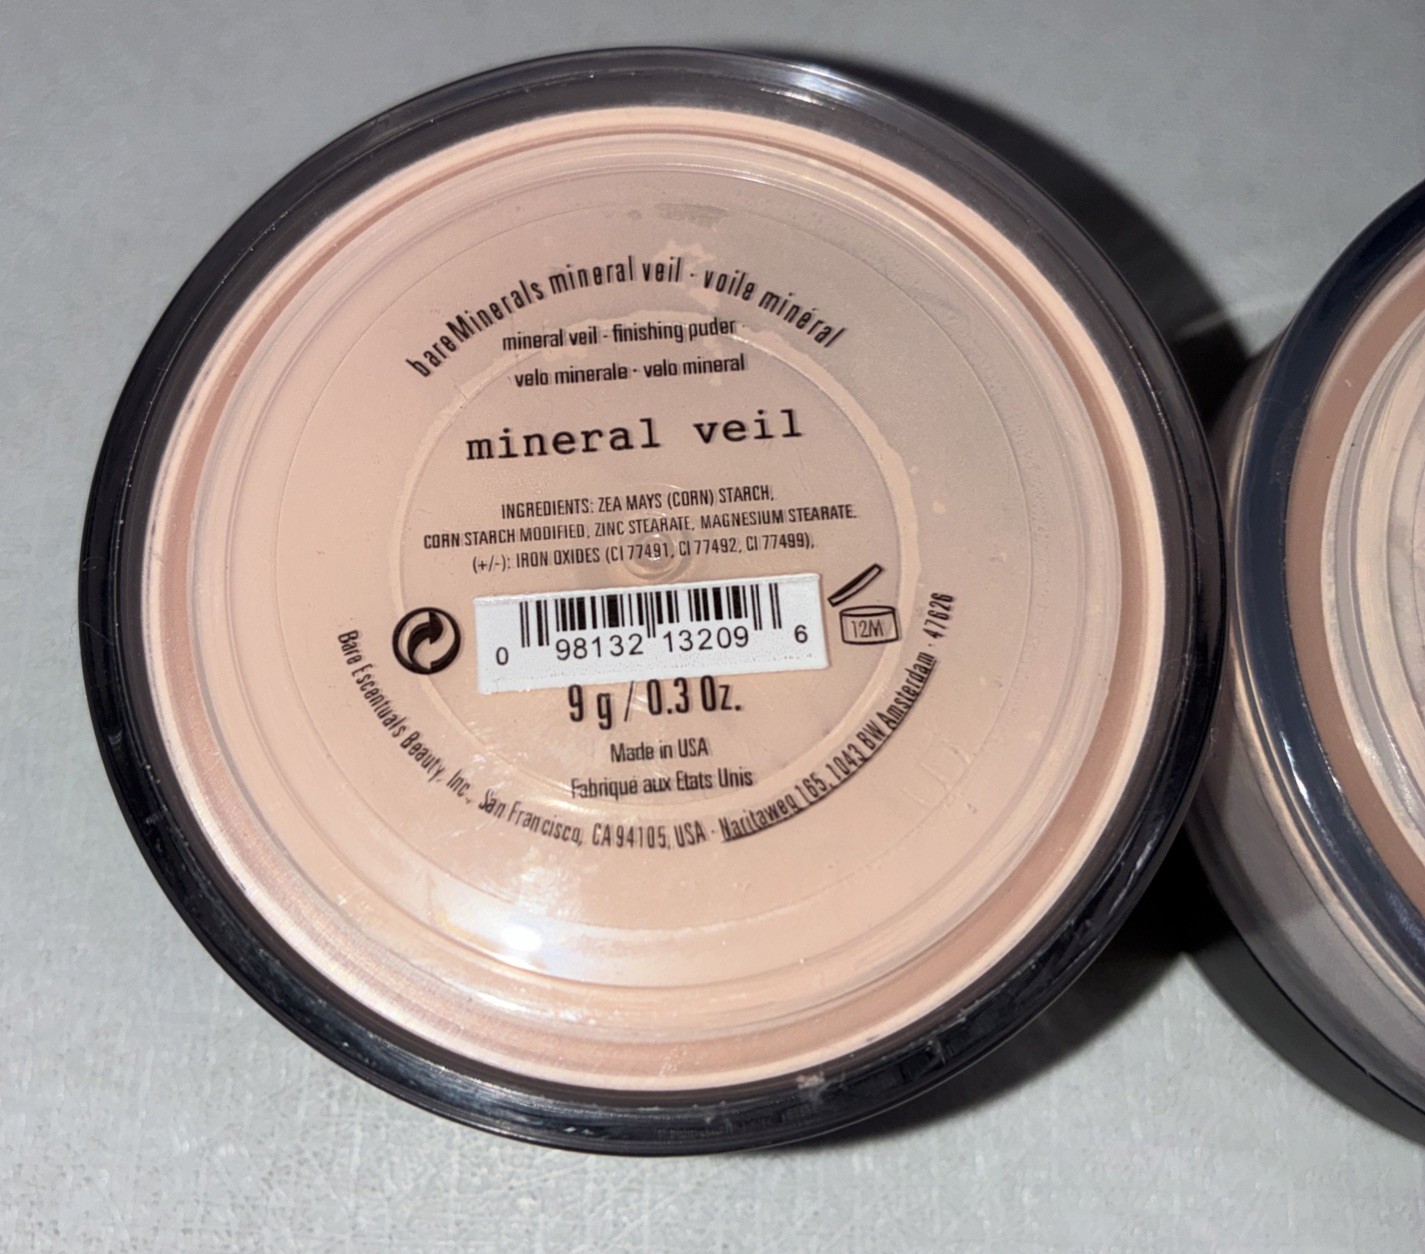 bareMinerals mineral veil - voile minéral
mineral veil - finishing puder -
velo minerale - velo mineral
mineral veil
INGREDIENTS: ZEA MAYS (CORN) STARCH,
CORN STARCH MODIFIED, ZINC STEARATE, MAGNESIUM STEARATE.
(+/-): IRON OXIDES (CI 77491, CI 77492, CI 77499),
0 98132 13209 6
12M
9 g / 0.3 Oz.
Made in USA
Fabriqué aux Etats Unis
Bare Escentuals Beauty, Inc., San Francisco, CA 94105, USA - Naritaweg 165, 1043 BW Amsterdam - 47626